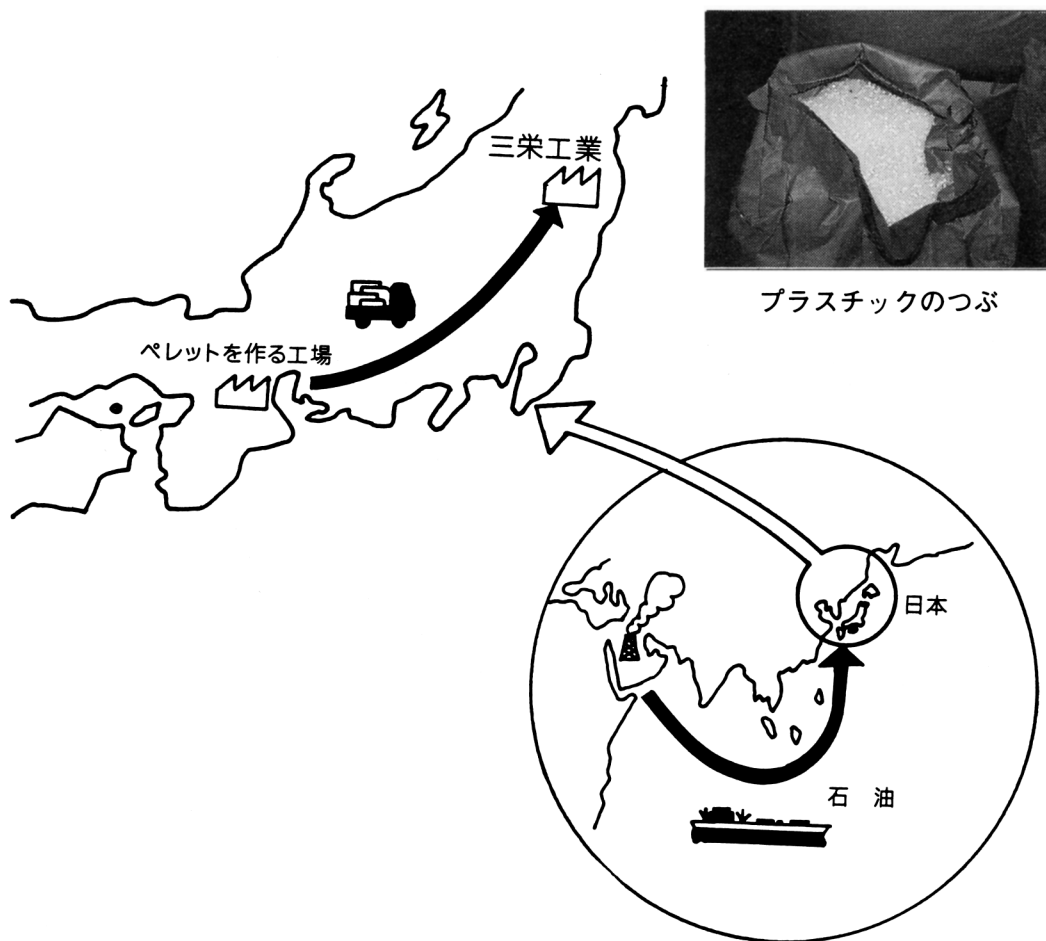 三栄工業
プラスチックのつぶ
ペレットを作る工場
日本
石油